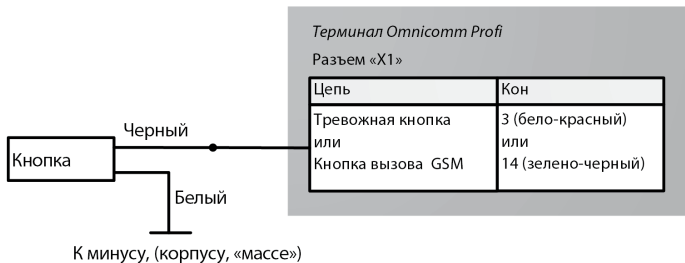 Терминал Omnicomm Profi
Разъем «X1»
Цепь Кон
Тревожная кнопка 3 (бело-красный)
или или
Кнопка вызова GSM 14 (зелено-черный)
Черный
Кнопка
Белый
К минусу, (корпусу, «массе»)